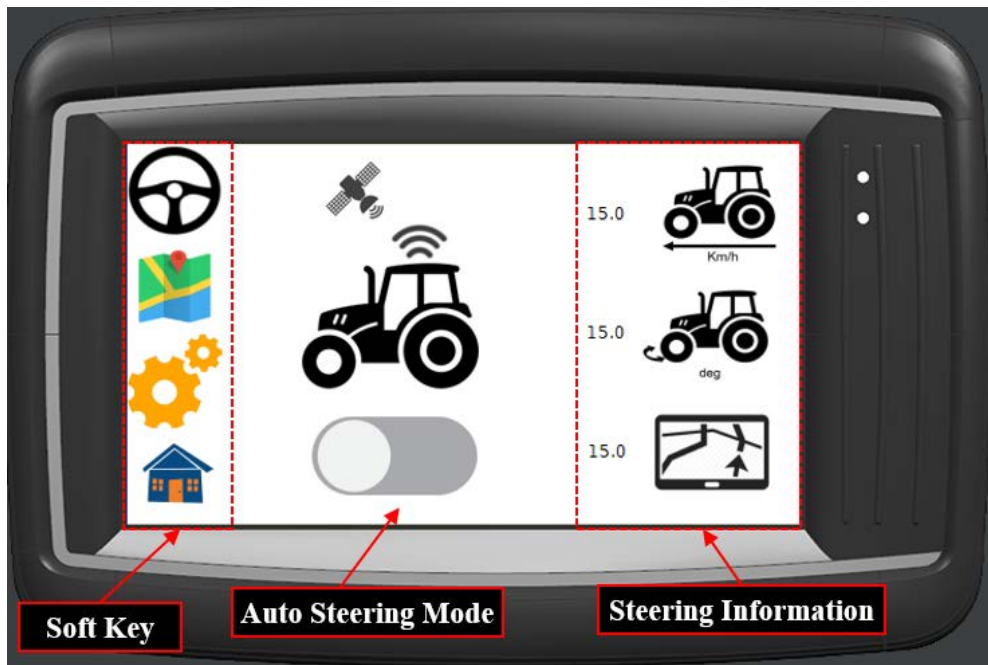 15.0
Km/h
15.0
deg
15.0
Soft Key
Auto Steering Mode
Steering Information